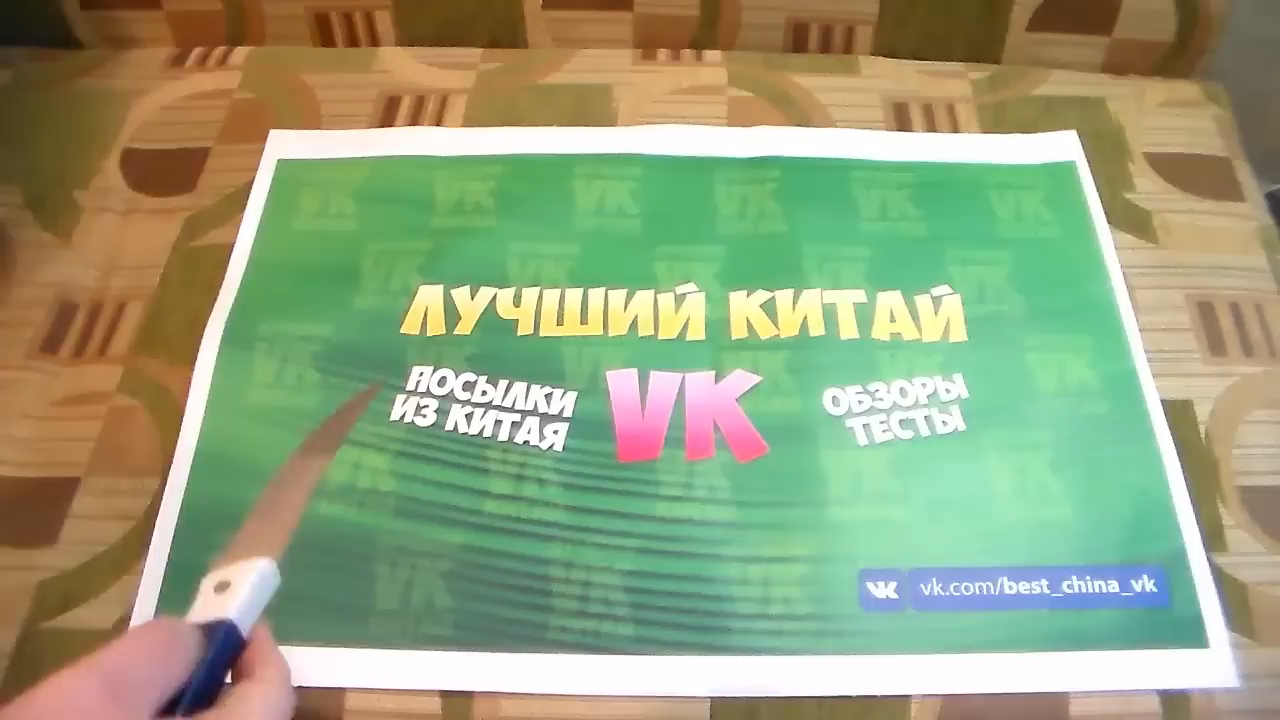 ЛУЧШИЙ КИТАЙ
ПОСЫЛКИ
ИЗ КИТАЯ
VK
ОБЗОРЫ
ТЕСТЫ
vk.com/best_china_vk